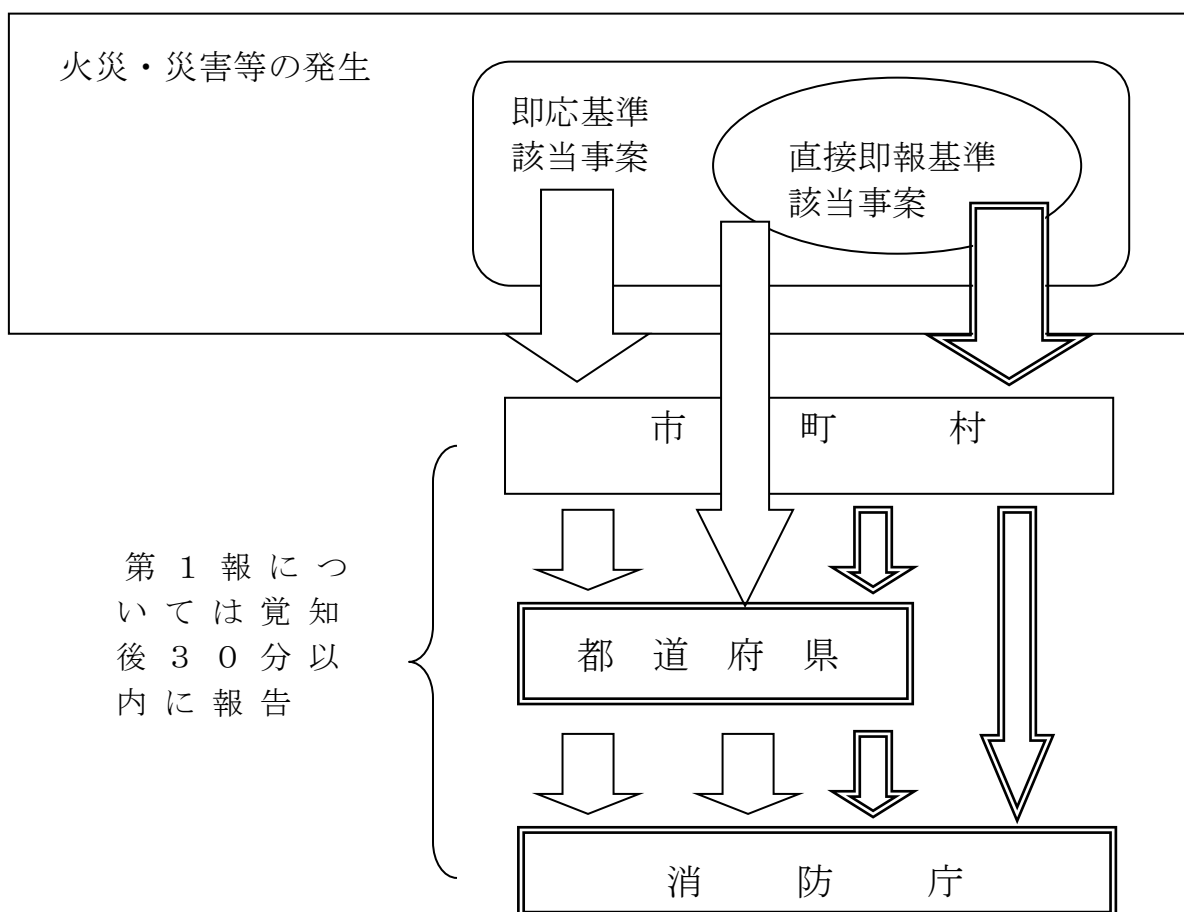 火災・災害等の発生
即応基準
該当事案
直接即報基準
該当事案
市町村
第１報につ
いては覚知
後３０分以
内に報告
都道府県
消防庁